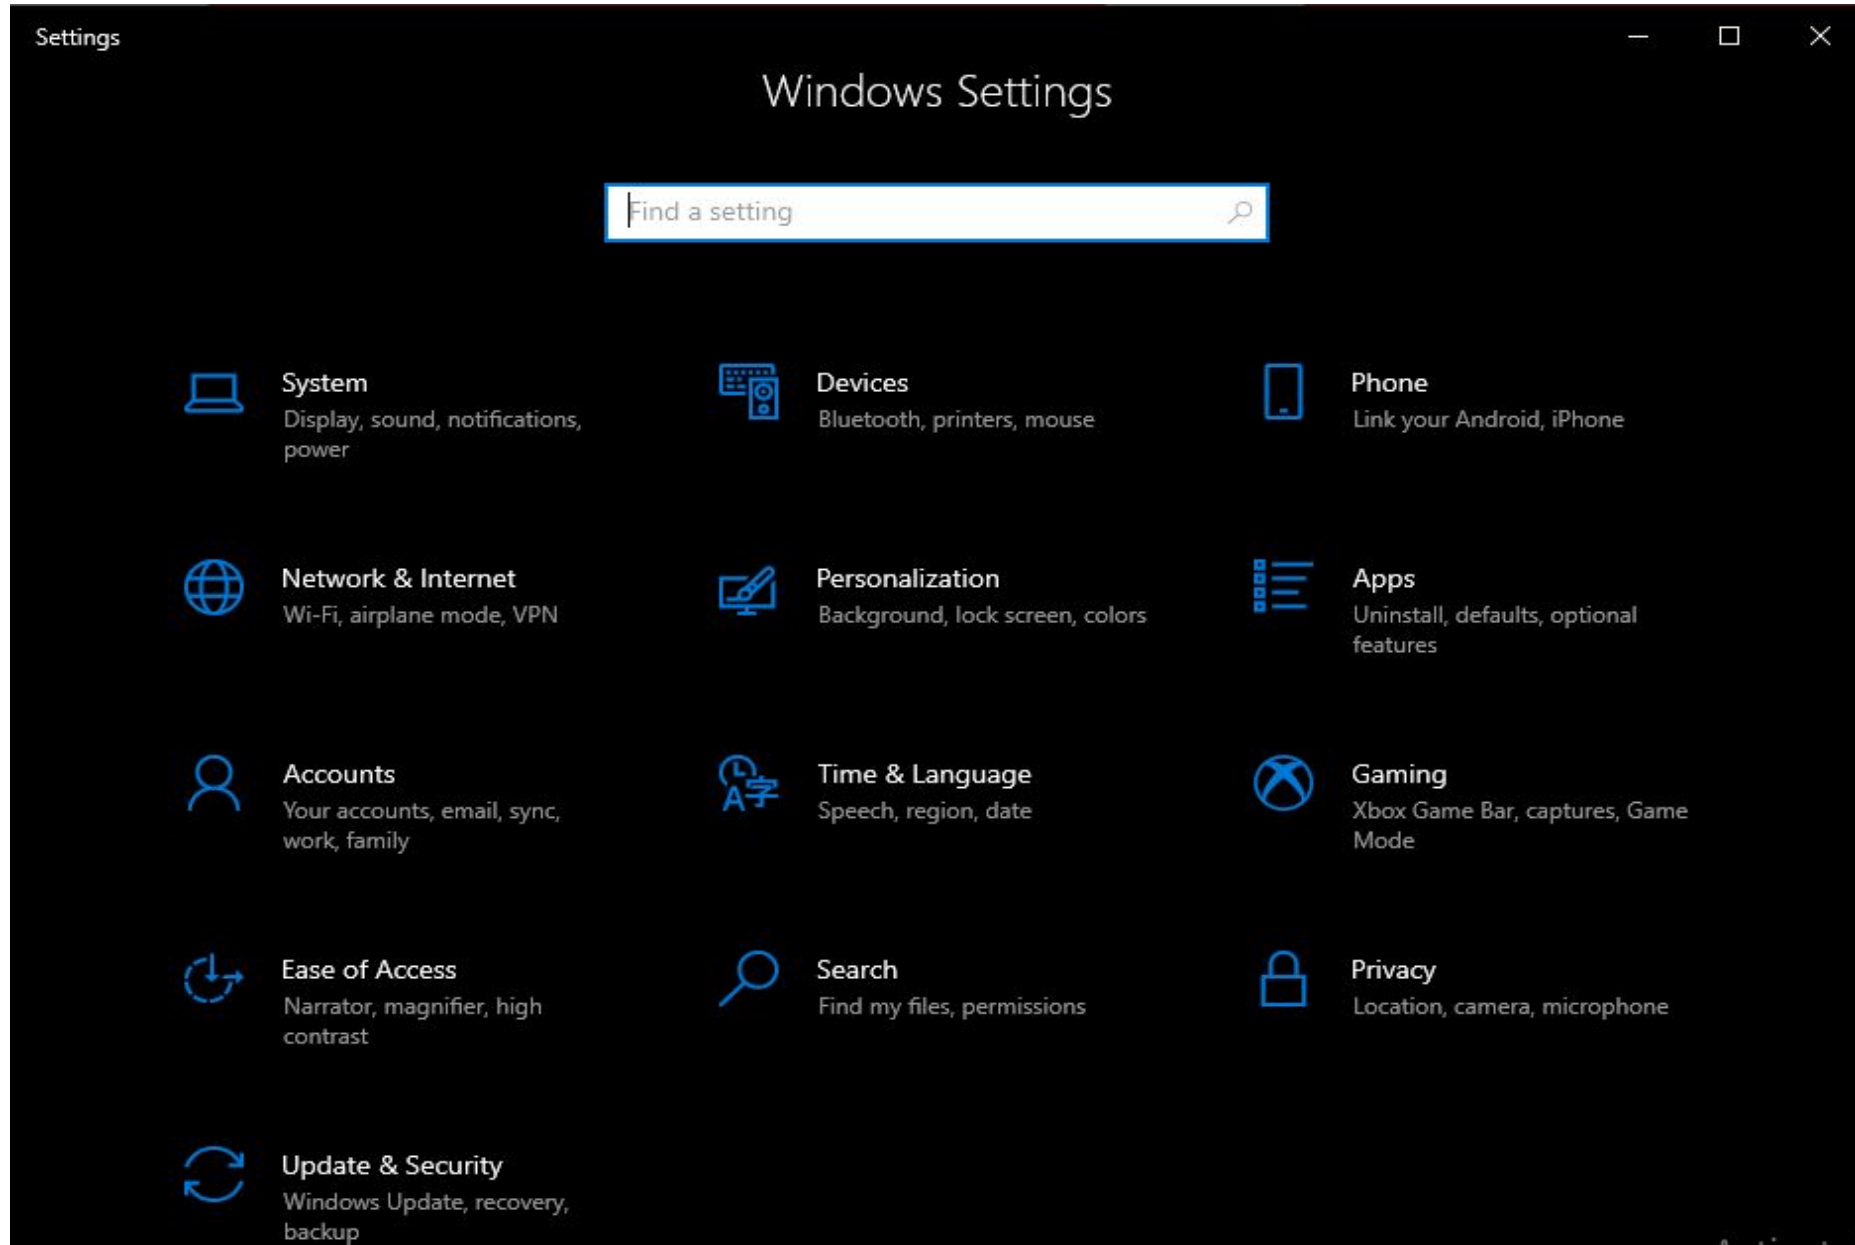 Settings
Windows Settings
Find a setting
System
Display, sound, notifications,
power
Devices
Bluetooth, printers, mouse
Phone
Link your Android, iPhone
Network & Internet
Wi-Fi, airplane mode, VPN
Personalization
Background, lock screen, colors
Apps
Uninstall, defaults, optional
features
Accounts
Your accounts, email, sync,
work, family
Time & Language
Speech, region, date
Gaming
Xbox Game Bar, captures, Game
Mode
Ease of Access
Narrator, magnifier, high
contrast
Search
Find my files, permissions
Privacy
Location, camera, microphone
Update & Security
Windows Update, recovery,
backup